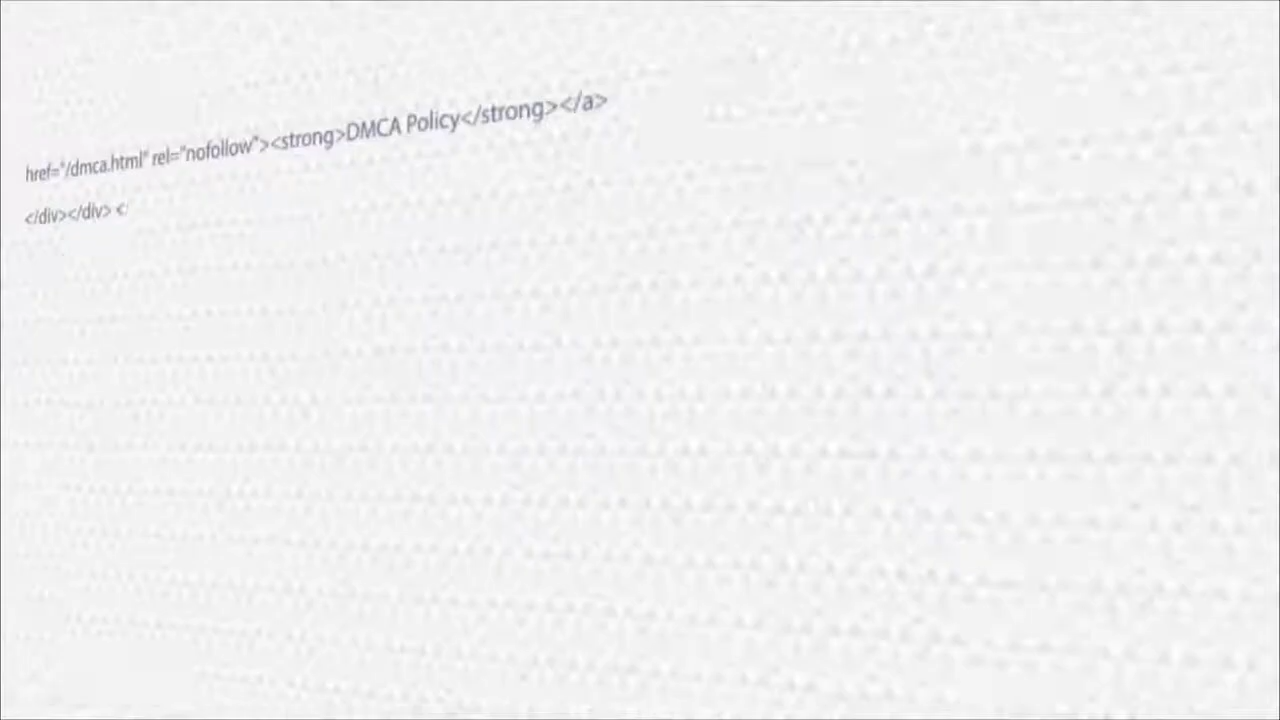 href="/dmca.html" rel="nofollow"><strong>DMCA Policy</strong></a>
</div></div> <